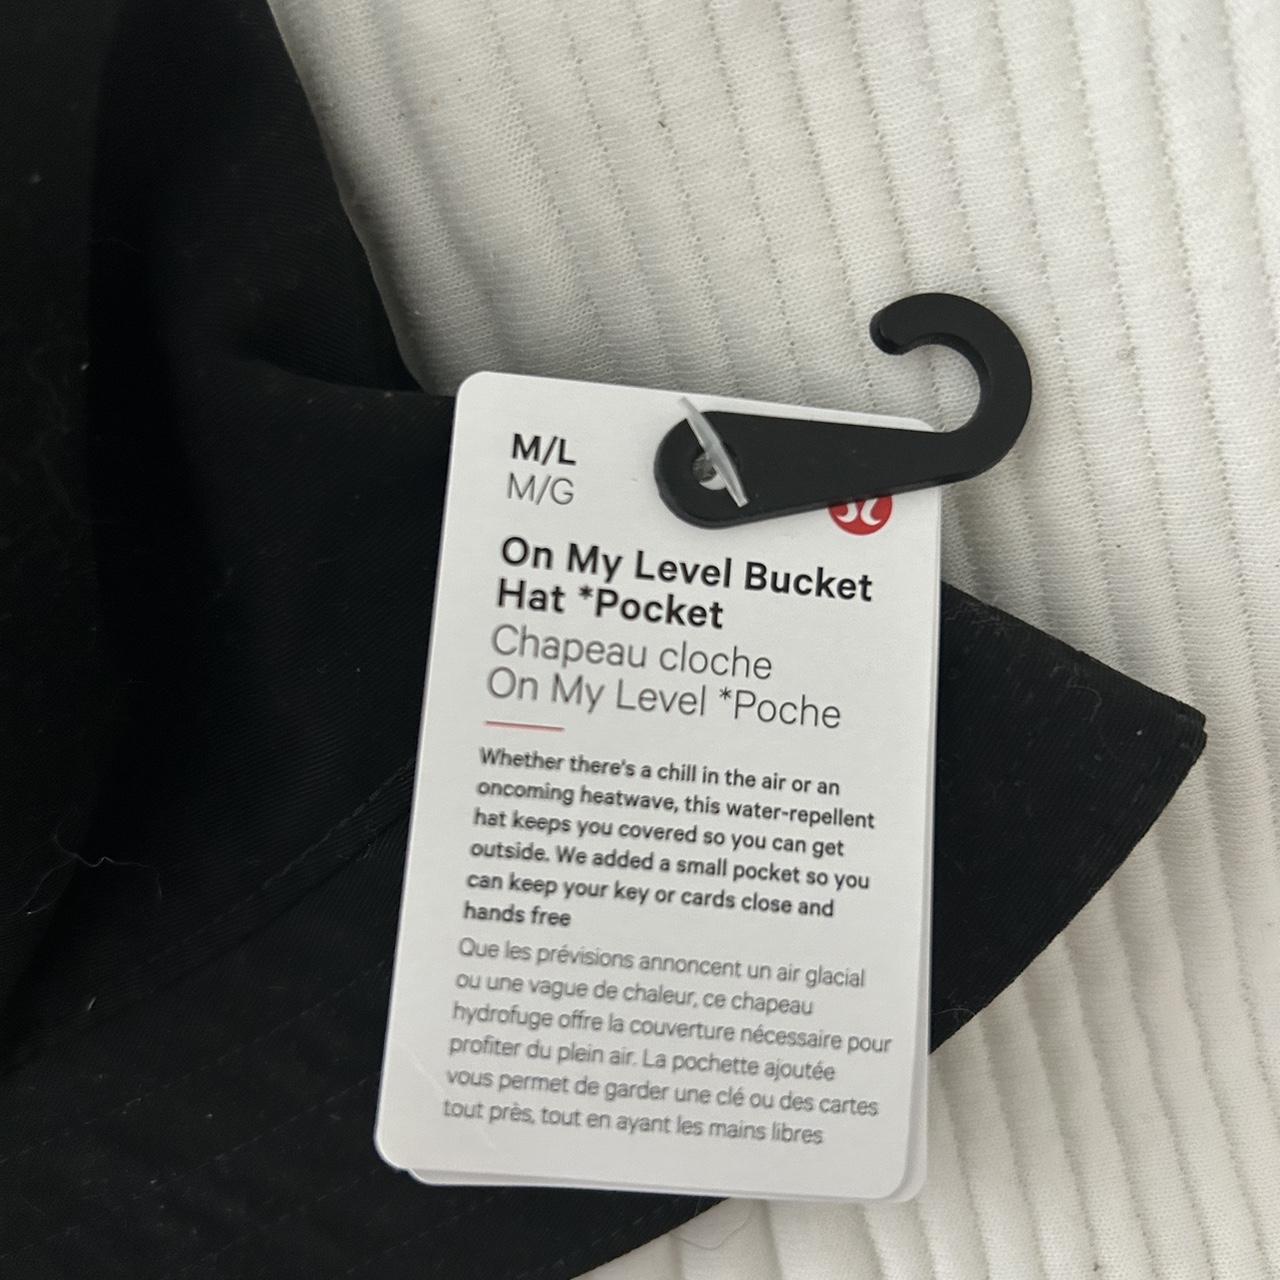 M/L
M/G
On My Level Bucket
Hat *Pocket
Chapeau cloche
On My Level *Poche
Whether there's a chill in the air or an
oncoming heatwave, this water-repellent
hat keeps you covered so you can get
outside. We added a small pocket so you
can keep your key or cards close and
hands free
Que les prévisions annoncent un air glacial
ou une vague de chaleur, ce chapeau
hydrofuge offre la couverture nécessaire pour
profiter du plein air. La pochette ajoutée
vous permet de garder une clé ou des cartes
tout près, tout en ayant les mains libres